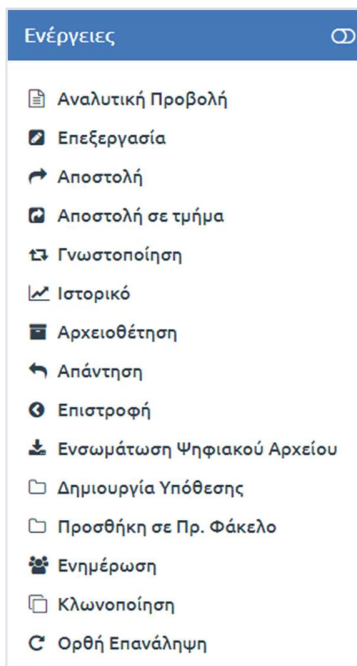 Ενέργειες
Αναλυτική Προβολή
Επεξεργασία
Αποστολή
Αποστολή σε τμήμα
Γνωστοποίηση
Ιστορικό
Αρχειοθέτηση
Απάντηση
Επιστροφή
Ενσωμάτωση Ψηφιακού Αρχείου
Δημιουργία Υπόθεσης
Προσθήκη σε Πρ. Φάκελο
Ενημέρωση
Κλωνοποίηση
Ορθή Επανάληψη